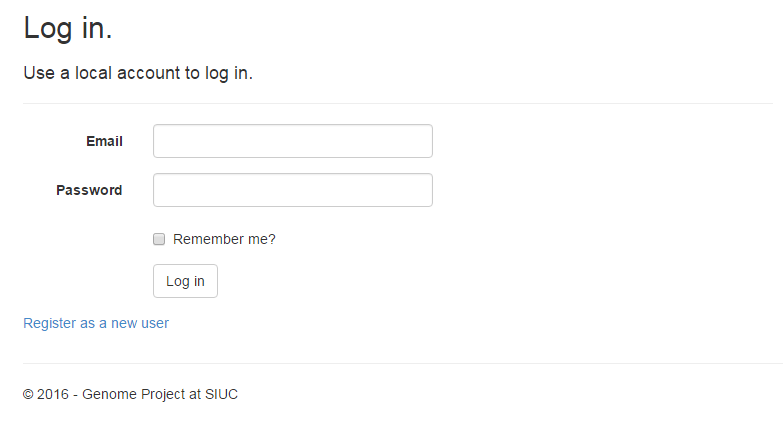 Log in.
Use a local account to log in.
Email
Password
Remember me?
Log in
Register as a new user
© 2016 - Genome Project at SIUC